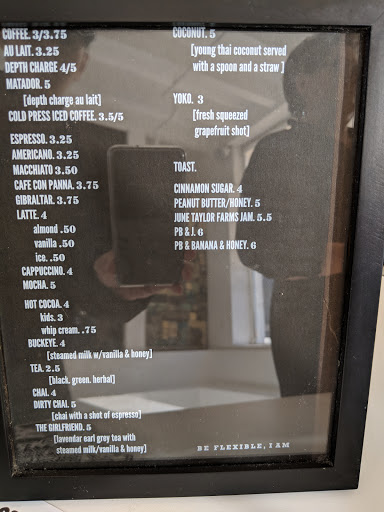 COFFEE. 3/3.75
AU LAIT. 3.25
DEPTH CHARGE 4/5
MATADOR. 5
[depth charge au lait]
COLD PRESS ICED COFFEE. 3.5/5
ESPRESSO. 3.25
AMERICANO. 3.25
MACCHIATO 3.50
CAFE CON PANNA. 3.75
GIBRALTAR. 3.75
LATTE. 4
almond .50
vanilla .50
ice. .50
CAPPUCCINO. 4
MOCHA. 5
HOT COCOA. 4
kids. 3
whip cream. .75
BUCKEYE. 4
[steamed milk w/vanilla & honey]
TEA. 2.5
[black, green, herbal]
CHAI. 4
DIRTY CHAI. 5
[chai with a shot of espresso]
THE GIRLFRIEND. 5
[lavendar earl grey tea with
steamed milk/vanilla & honey]
COCONUT. 5
[young thai coconut served
with a spoon and a straw ]
YOKO. 3
[fresh squeezed
grapefruit shot]
TOAST.
CINNAMON SUGAR. 4
PEANUT BUTTER/HONEY. 5
JUNE TAYLOR FARMS JAM. 5.5
PB & J. 6
PB & BANANA & HONEY. 6
BE FLEXIBLE, I AM